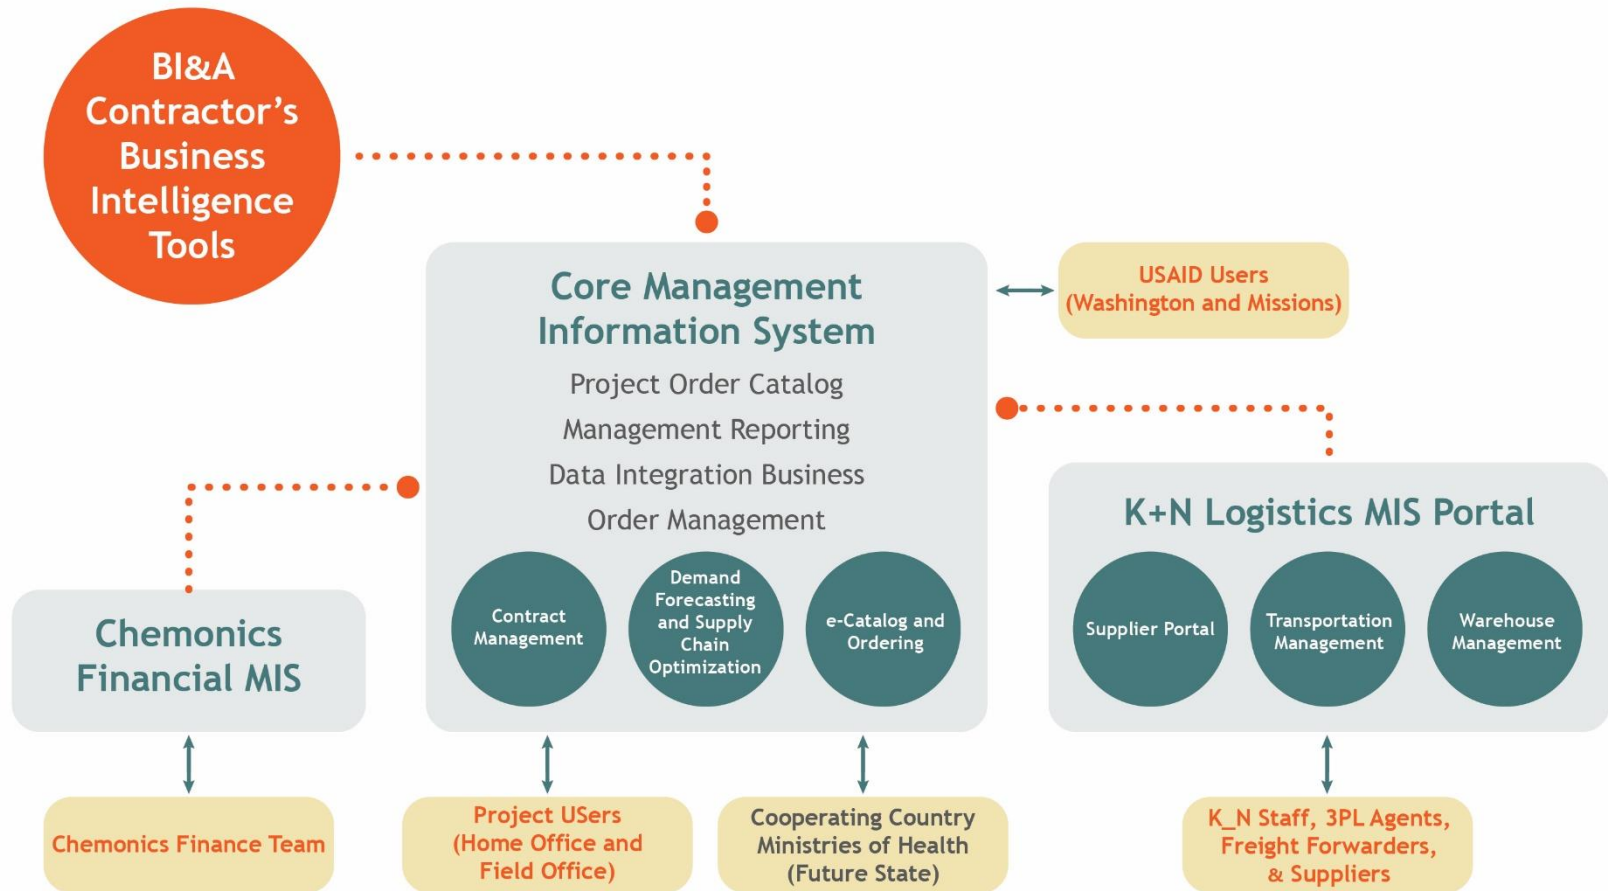 BI&A
Contractor's
Business
Intelligence
Tools
Core Management
Information System
Project Order Catalog
Management Reporting
Data Integration Business
Order Management
Contract
Management
Demand
Forecasting
and Supply
Chain
Optimization
e-Catalog and
Ordering
USAID Users
(Washington and Missions)
K+N Logistics MIS Portal
Supplier Portal
Transportation
Management
Warehouse
Management
Chemonics
Financial MIS
Chemonics Finance Team
Project USers
(Home Office and
Field Office)
Cooperating Country
Ministries of Health
(Future State)
K_N Staff, 3PL Agents,
Freight Forwarders,
& Suppliers